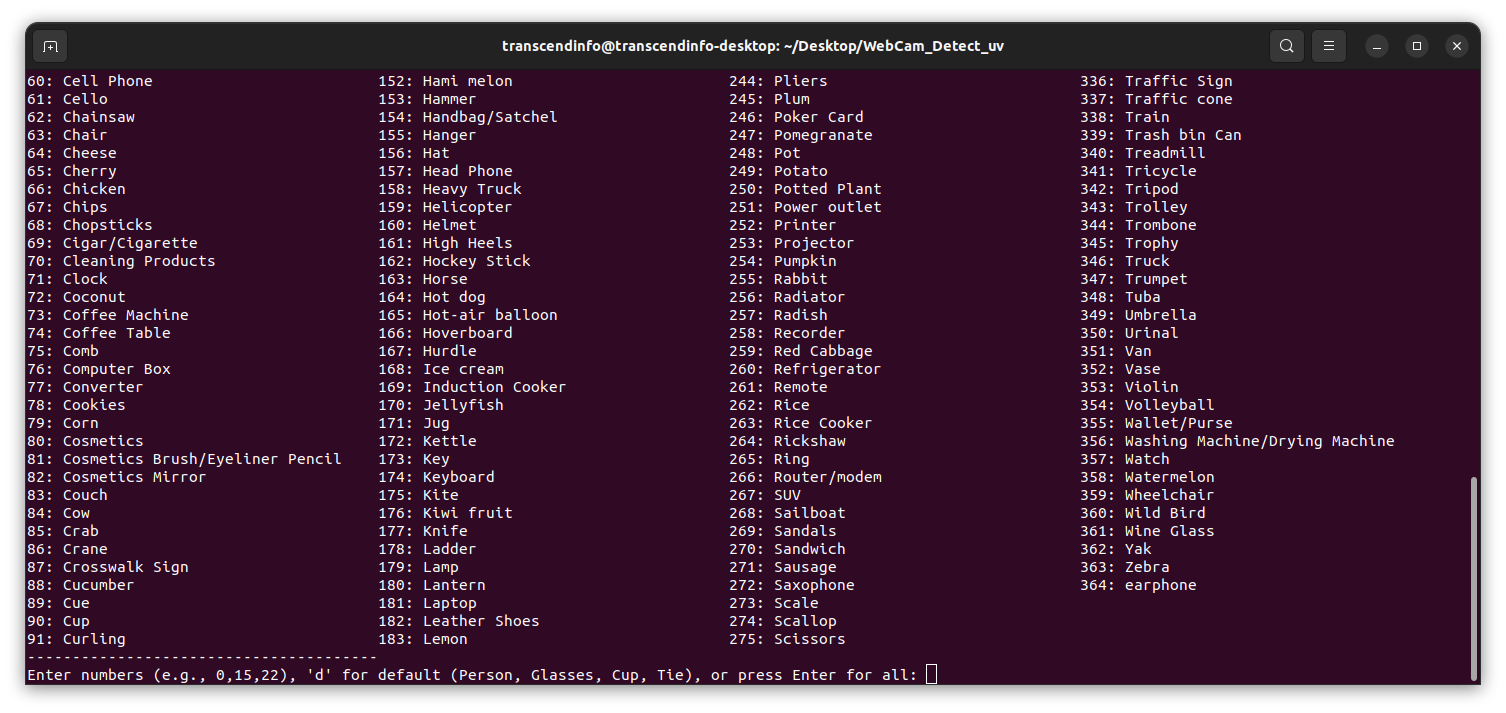 transcendinfo@transcendinfo-desktop: ~/Desktop/WebCam_Detect_uv
60: Cell Phone 152: Hami melon 244: Pliers 336: Traffic Sign
61: Cello 153: Hammer 245: Plum 337: Traffic cone
62: Chainsaw 154: Handbag/Satchel 246: Poker Card 338: Train
63: Chair 155: Hanger 247: Pomegranate 339: Trash bin Can
64: Cheese 156: Hat 248: Pot 340: Treadmill
65: Cherry 157: Head Phone 249: Potato 341: Tricycle
66: Chicken 158: Heavy Truck 250: Potted Plant 342: Tripod
67: Chips 159: Helicopter 251: Power outlet 343: Trolley
68: Chopsticks 160: Helmet 252: Printer 344: Trombone
69: Cigar/Cigarette 161: High Heels 253: Projector 345: Trophy
70: Cleaning Products 162: Hockey Stick 254: Pumpkin 346: Truck
71: Clock 163: Horse 255: Rabbit 347: Trumpet
72: Coconut 164: Hot dog 256: Radiator 348: Tuba
73: Coffee Machine 165: Hot-air balloon 257: Radish 349: Umbrella
74: Coffee Table 166: Hoverboard 258: Recorder 350: Urinal
75: Comb 167: Hurdle 259: Red Cabbage 351: Van
76: Computer Box 168: Ice cream 260: Refrigerator 352: Vase
77: Converter 169: Induction Cooker 261: Remote 353: Violin
78: Cookies 170: Jellyfish 262: Rice 354: Volleyball
79: Corn 171: Jug 263: Rice Cooker 355: Wallet/Purse
80: Cosmetics 172: Kettle 264: Rickshaw 356: Washing Machine/Drying Machine
81: Cosmetics Brush/Eyeliner Pencil 173: Key 265: Ring 357: Watch
82: Cosmetics Mirror 174: Keyboard 266: Router/modem 358: Watermelon
83: Couch 175: Kite 267: SUV 359: Wheelchair
84: Cow 176: Kiwi fruit 268: Sailboat 360: Wild Bird
85: Crab 177: Knife 269: Sandals 361: Wine Glass
86: Crane 178: Ladder 270: Sandwich 362: Yak
87: Crosswalk Sign 179: Lamp 271: Sausage 363: Zebra
88: Cucumber 180: Lantern 272: Saxophone 364: earphone
89: Cue 181: Laptop 273: Scale
90: Cup 182: Leather Shoes 274: Scallop
91: Curling 183: Lemon 275: Scissors
---------------------------------------
Enter numbers (e.g., 0,15,22), 'd' for default (Person, Glasses, Cup, Tie), or press Enter for all: